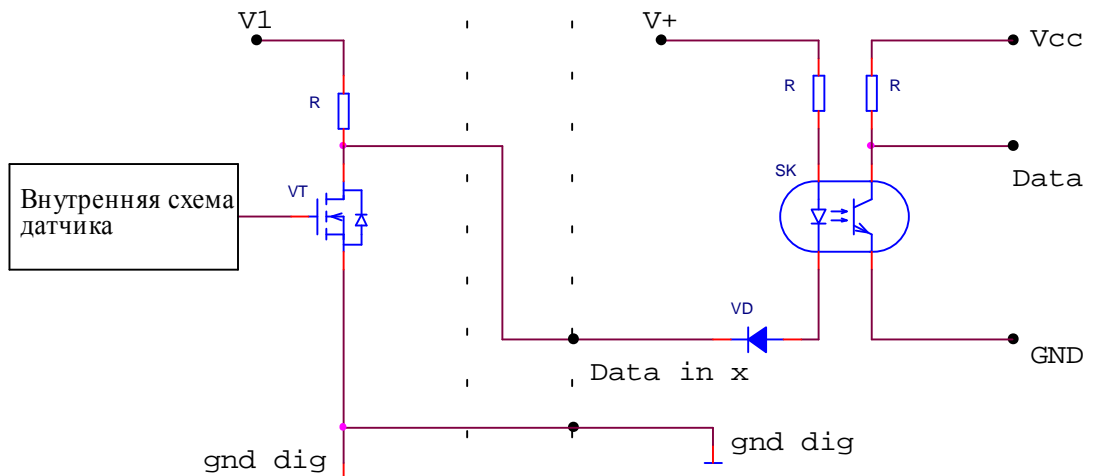 V1
V+
Vcc
R
R
R
Data
SK
VT
Внутренняя схема
датчика
VD
GND
Data in x
gnd dig
gnd dig